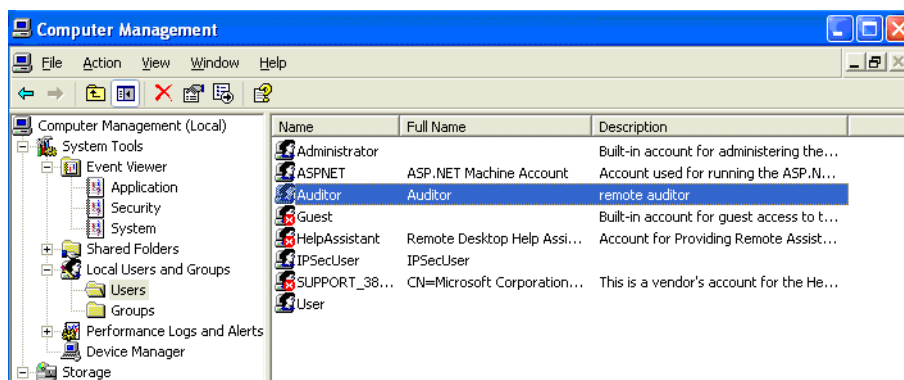 Computer Management
File Action View Window Help
Computer Management (Local)
System Tools
Event Viewer
Application
Security
System
Shared Folders
Local Users and Groups
Users
Groups
Performance Logs and Alerts
Device Manager
Storage
Name Full Name Description
Administrator Built-in account for administering the...
ASPNET ASP.NET Machine Account Account used for running the ASP.N...
Auditor Auditor remote auditor
Guest Built-in account for guest access to t...
HelpAssistant Remote Desktop Help Assi... Account for Providing Remote Assist...
IPSecUser IPSecUser
SUPPORT_38... CN=Microsoft Corporation... This is a vendor's account for the He...
User